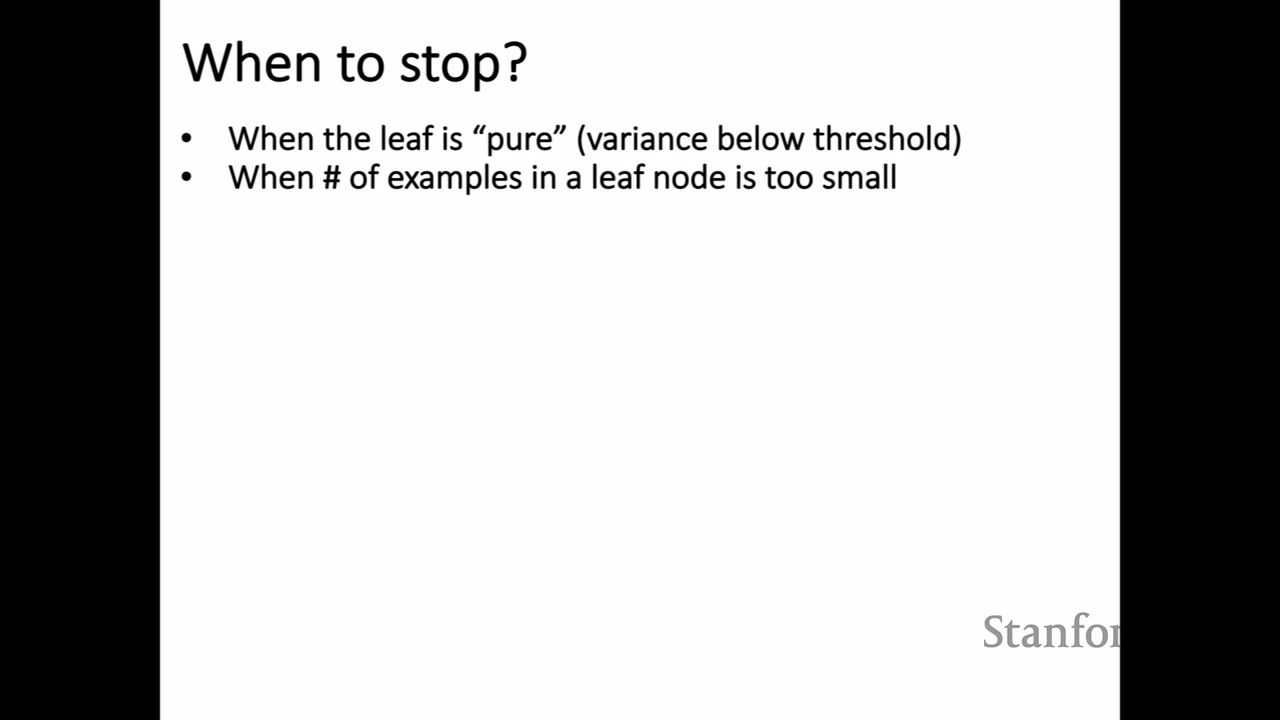 When to stop?
• When the leaf is “pure” (variance below threshold)
• When # of examples in a leaf node is too small
Stanfor